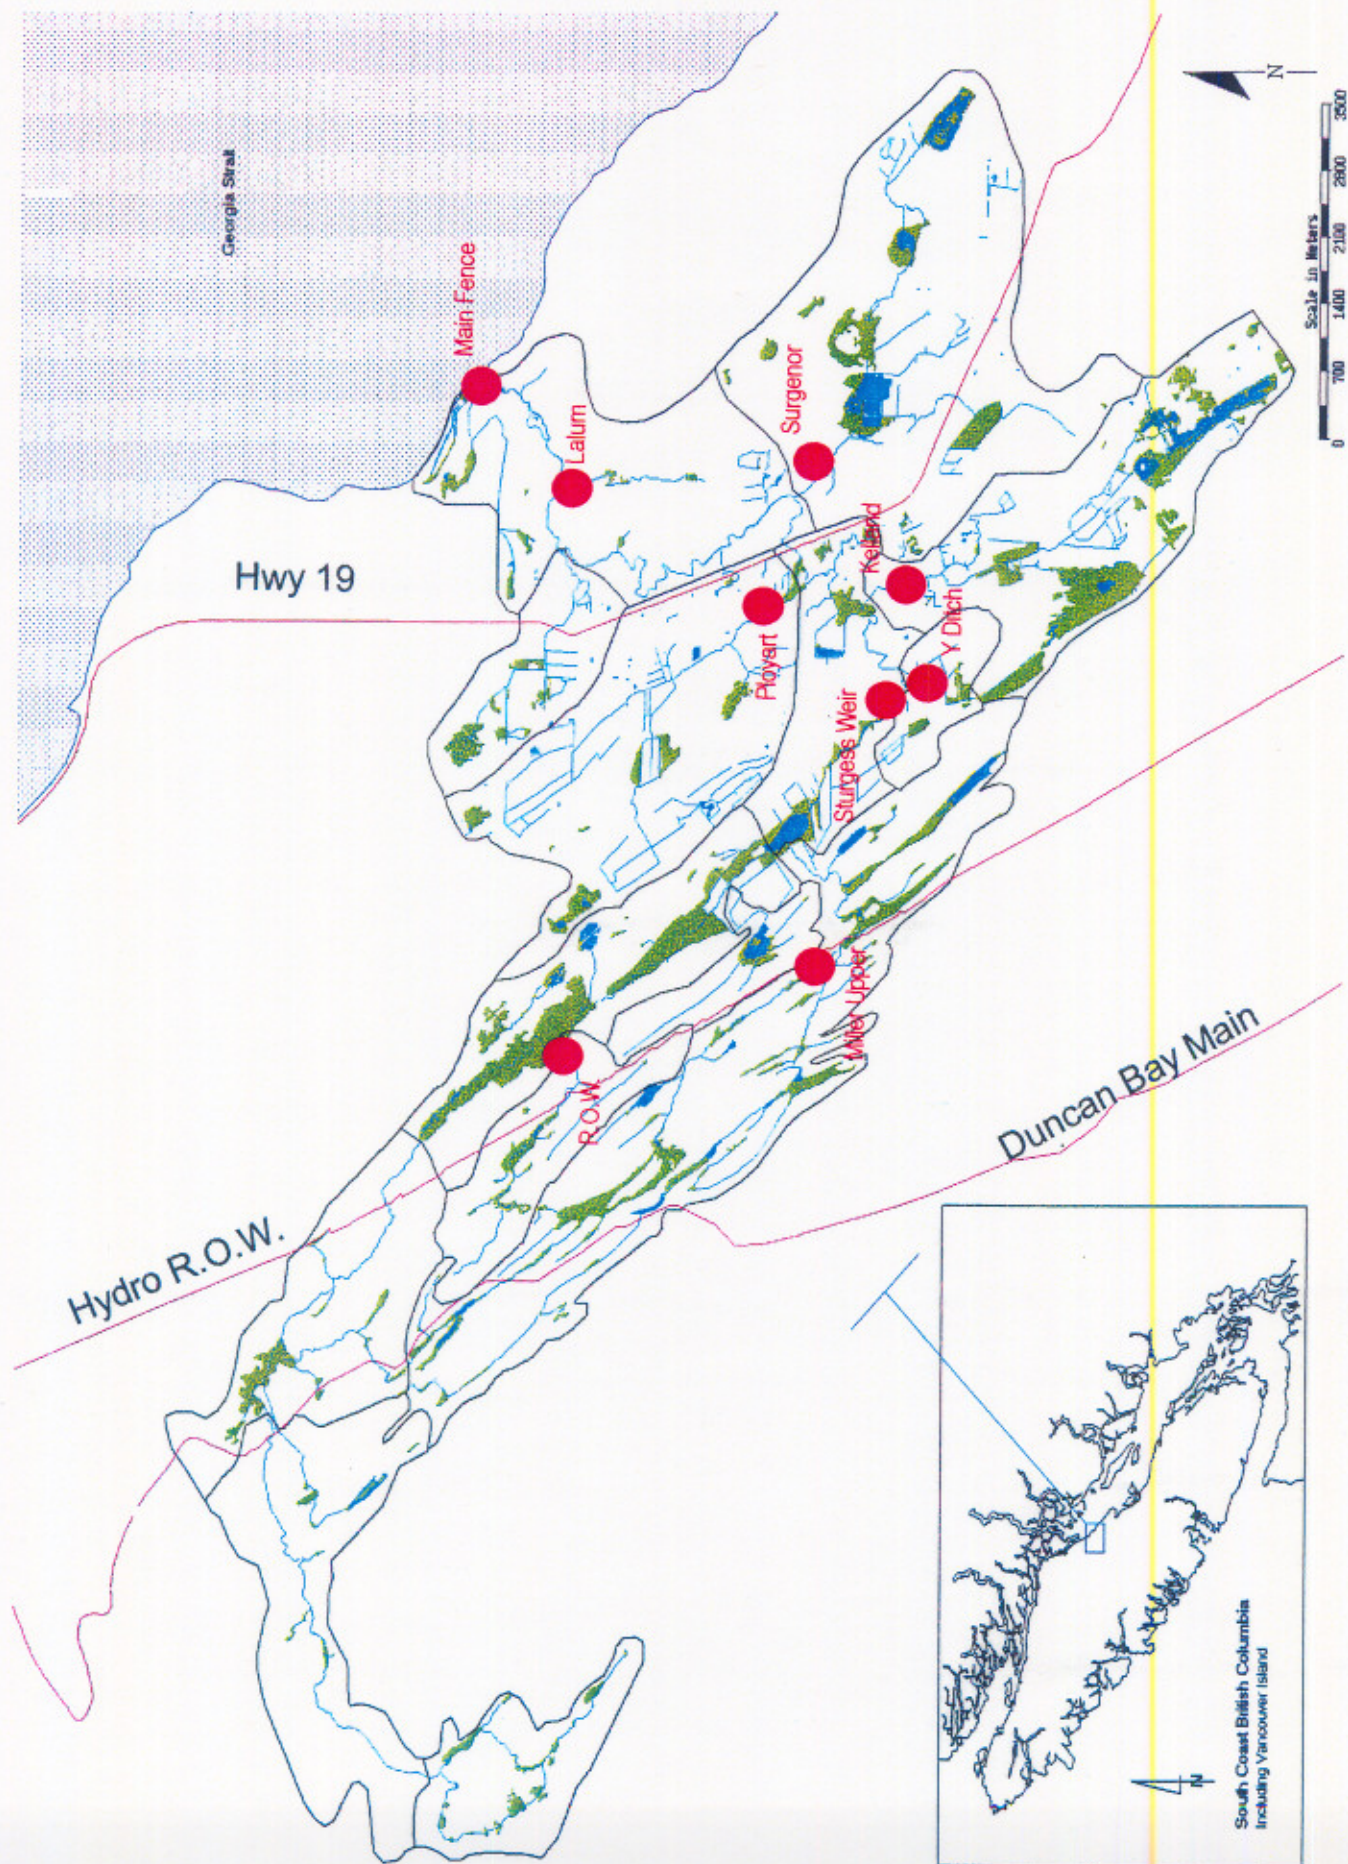 Georgia Strait
Main Fence
Lalum
Surgenor
Hwy 19
Kelland
Ployart
Y Ditch
Sturgess Weir
Miller Upper
R.O.W.
Hydro R.O.W.
Duncan Bay Main
N
Scale in Meters
0 700 1400 2100 2800 3500
N
South Coast British Columbia
Including Vancouver Island